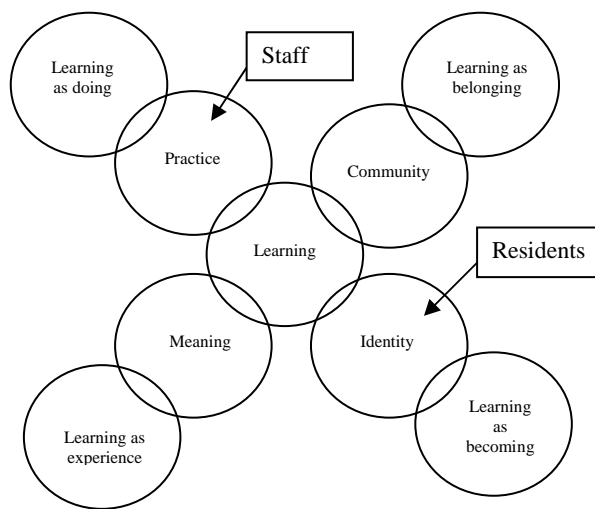 Staff
Learning
as doing
Learning as
belonging
Practice
Community
Learning
Residents
Meaning
Identity
Learning
as
becoming
Learning as
experience